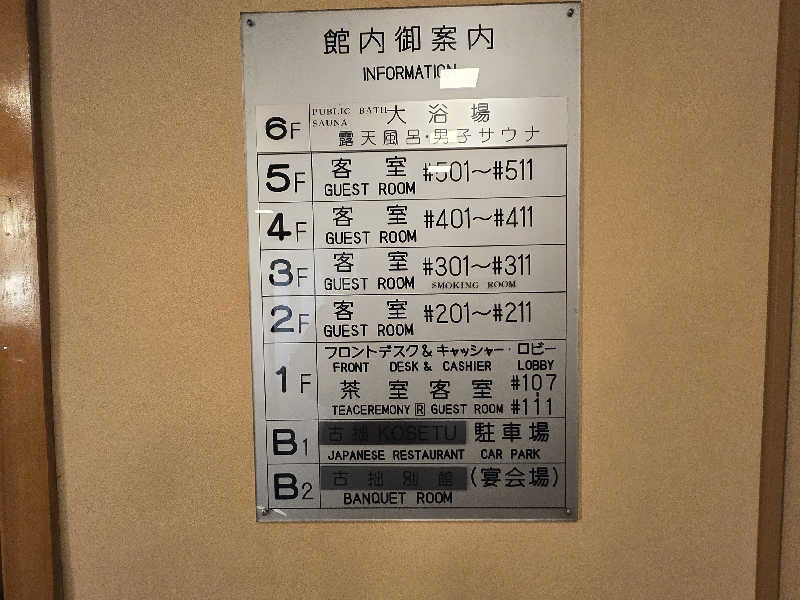 館内御案内
INFORMATION
6F PUBLIC BATH 大浴場
SAUNA 露天風呂・男子サウナ
5F 客室 #501～#511
GUEST ROOM
4F 客室 #401～#411
GUEST ROOM
3F 客室 #301～#311
GUEST ROOM SMOKING ROOM
2F 客室 #201～#211
GUEST ROOM
1F フロントデスク&キャッシャー・ロビー
FRONT DESK & CASHIER LOBBY
茶室 客室 #107
TEACEREMONY R GUEST ROOM #111
B1 古拙 KOSETU 駐車場
JAPANESE RESTAURANT CAR PARK
B2 古拙別館 (宴会場)
BANQUET ROOM